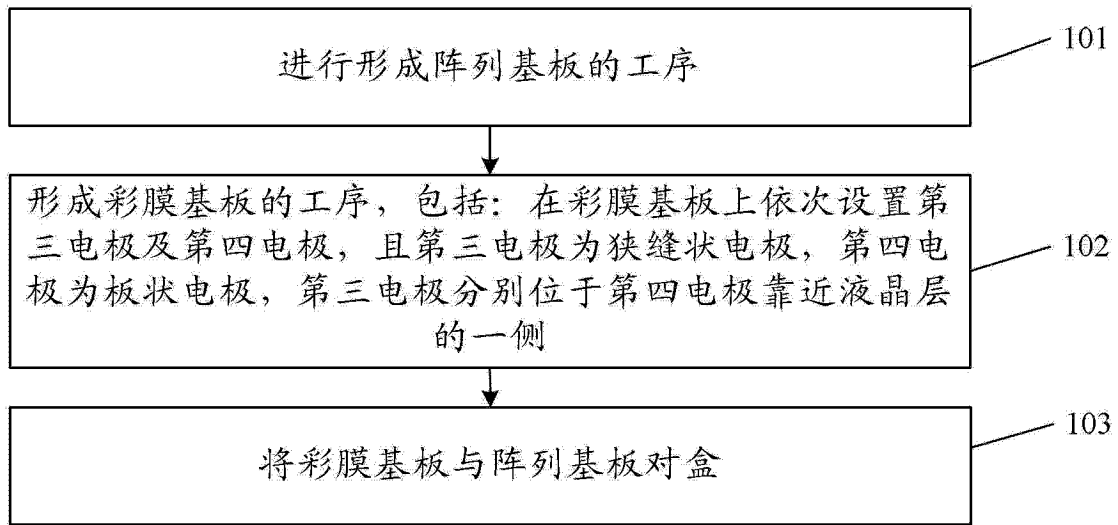 进行形成阵列基板的工序
101
形成彩膜基板的工序，包括：在彩膜基板上依次设置第
三电极及第四电极，且第三电极为狭缝状电极，第四电
极为板状电极，第三电极分别位于第四电极靠近液晶层
的一侧
102
将彩膜基板与阵列基板对盒
103